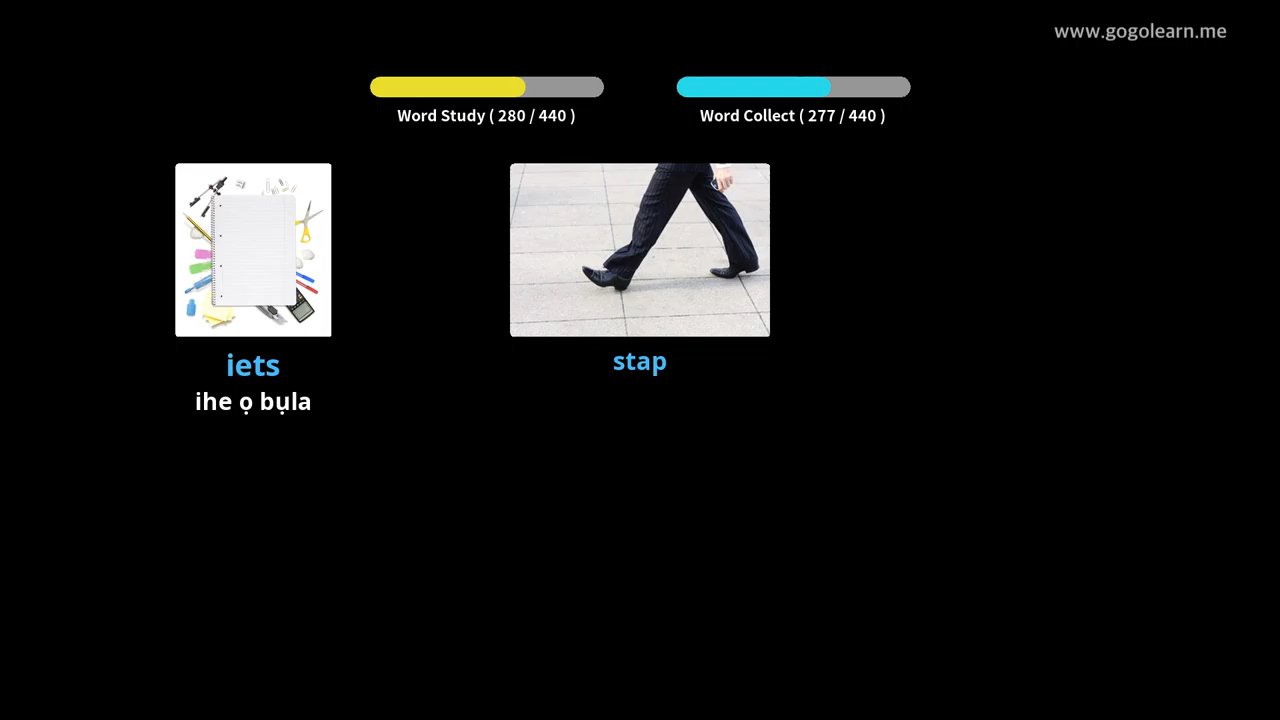 www.gogolearn.me
Word Study ( 280 / 440 )
Word Collect ( 277 / 440 )
iets
ihe ọ bụla
stap